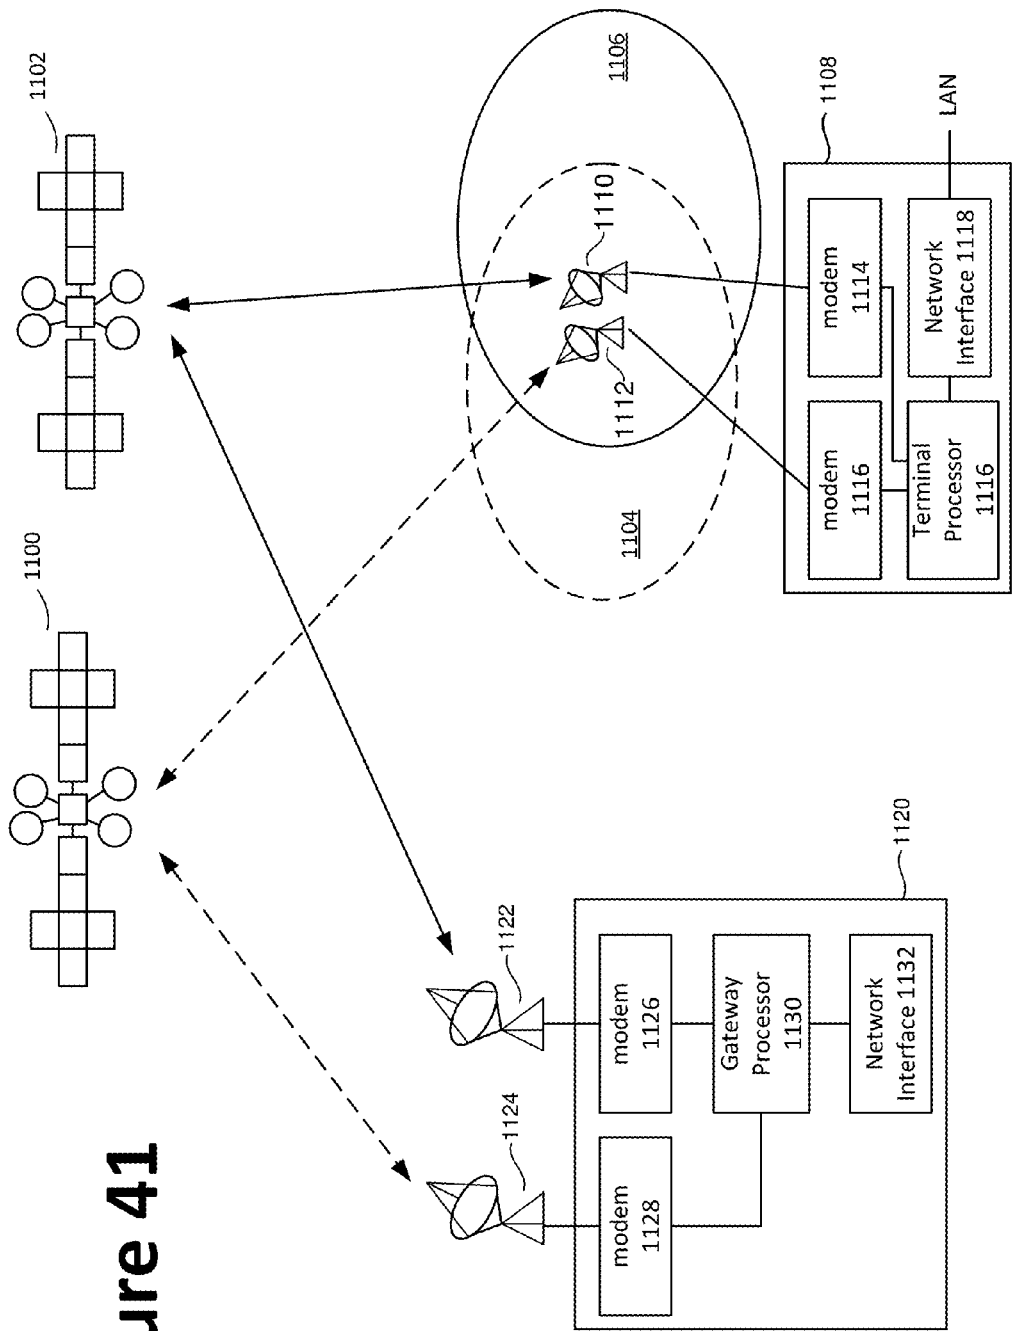 1100
1102
1124
1122
modem
1128
modem
1126
Gateway
Processor
1130
Network
Interface 1132
1120
1104
1106
1112
1110
modem
1116
modem
1114
Terminal
Processor
1116
Network
Interface 1118
1108
LAN
ure 41